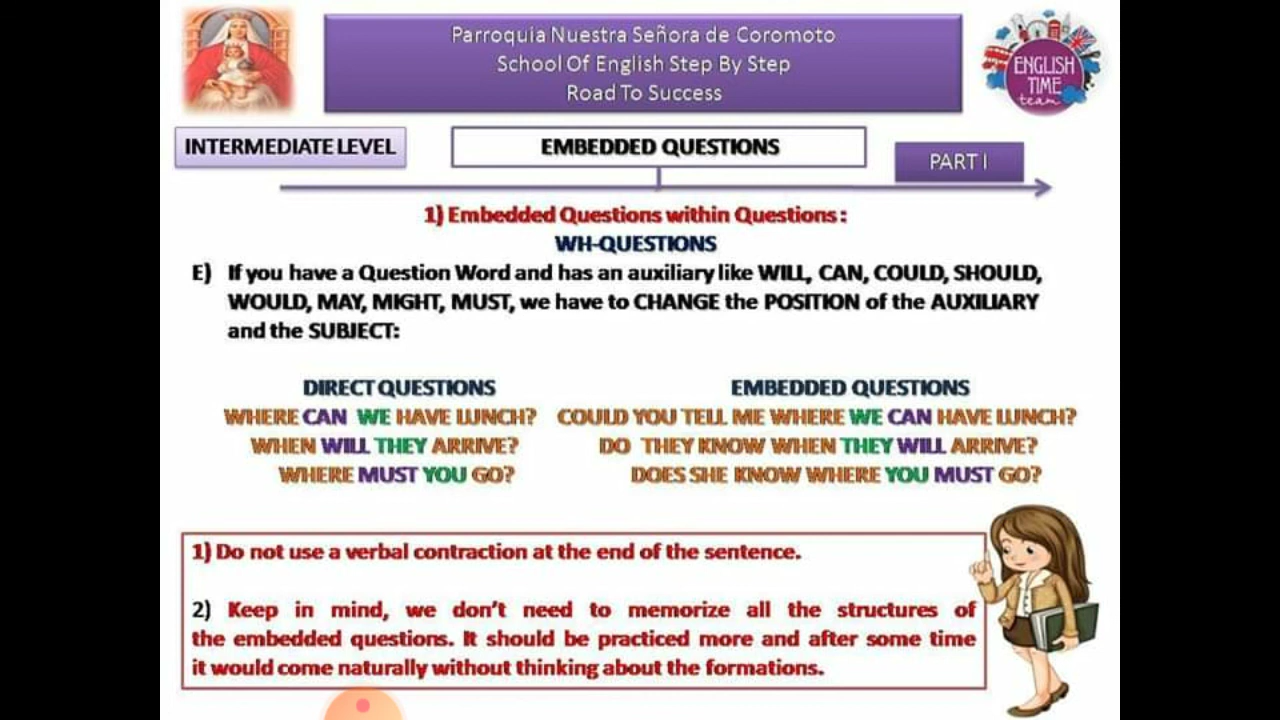 Parroquia Nuestra Señora de Coromoto
School Of English Step By Step
Road To Success
ENGLISH
TIME
team
INTERMEDIATE LEVEL
EMBEDDED QUESTIONS
PART I
1) Embedded Questions within Questions :
WH-QUESTIONS
E) If you have a Question Word and has an auxiliary like WILL, CAN, COULD, SHOULD,
WOULD, MAY, MIGHT, MUST, we have to CHANGE the POSITION of the AUXILIARY
and the SUBJECT:
DIRECT QUESTIONS
WHERE CAN WE HAVE LUNCH?
WHEN WILL THEY ARRIVE?
WHERE MUST YOU GO?
EMBEDDED QUESTIONS
COULD YOU TELL ME WHERE WE CAN HAVE LUNCH?
DO THEY KNOW WHEN THEY WILL ARRIVE?
DOES SHE KNOW WHERE YOU MUST GO?
1) Do not use a verbal contraction at the end of the sentence.
2) Keep in mind, we don't need to memorize all the structures of
the embedded questions. It should be practiced more and after some time
it would come naturally without thinking about the formations.